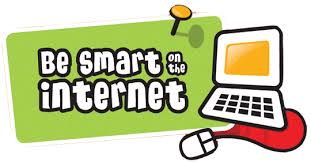 Be smart on the
internet